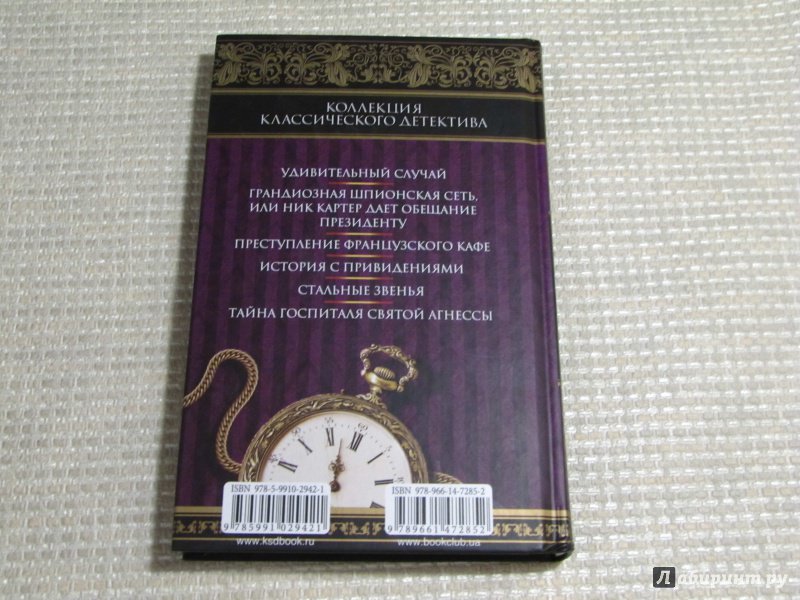 КОЛЛЕКЦИЯ
КЛАССИЧЕСКОГО ДЕТЕКТИВА
УДИВИТЕЛЬНЫЙ СЛУЧАЙ
ГРАНДИОЗНАЯ ШПИОНСКАЯ СЕТЬ,
ИЛИ НИК КАРТЕР ДАЕТ ОБЕЩАНИЕ
ПРЕЗИДЕНТУ
ПРЕСТУПЛЕНИЕ ФРАНЦУЗСКОГО КАФЕ
ИСТОРИЯ С ПРИВИДЕНИЯМИ
СТАЛЬНЫЕ ЗВЕНЬЯ
ТАЙНА ГОСПИТАЛЯ СВЯТОЙ АГНЕССЫ
ISBN 978-5-9910-2942-1
9 785991 029421
www.ksdbook.ru
ISBN 978-966-14-7285-2
9 789661 472852
www.bookclub.ua
Лабиринт.ру